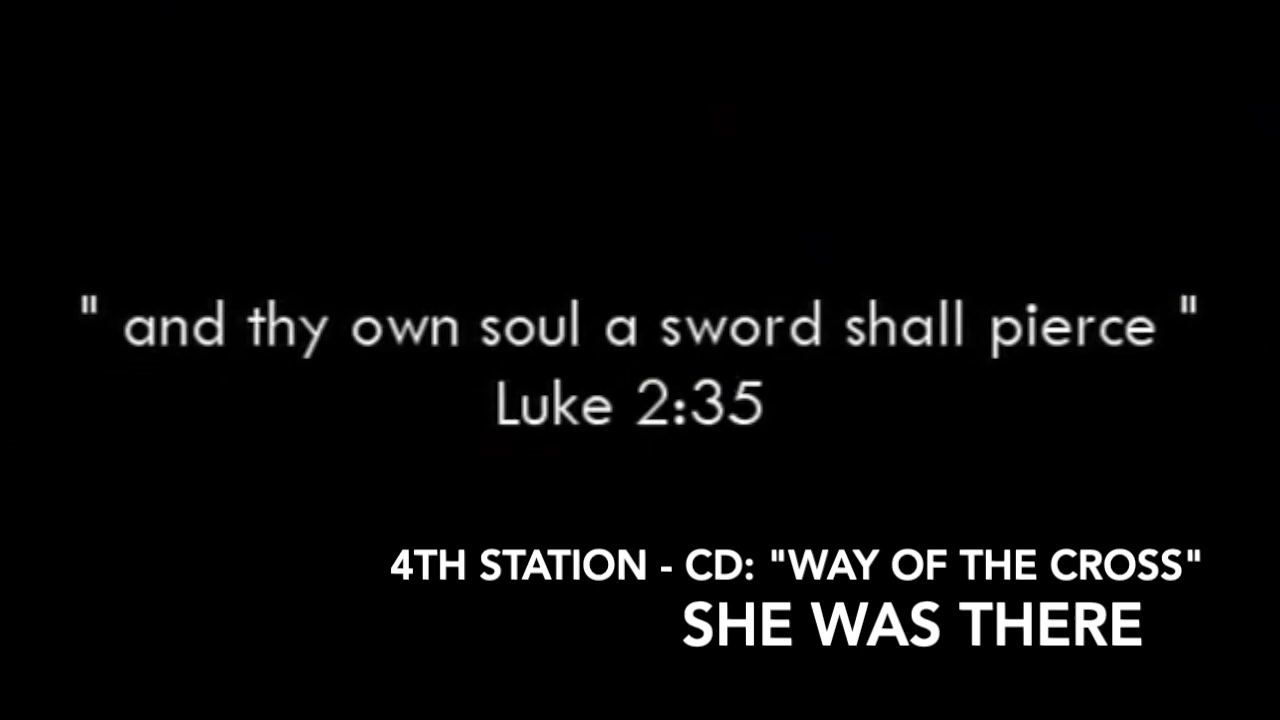 " and thy own soul a sword shall pierce "
Luke 2:35
4TH STATION - CD: "WAY OF THE CROSS"
SHE WAS THERE